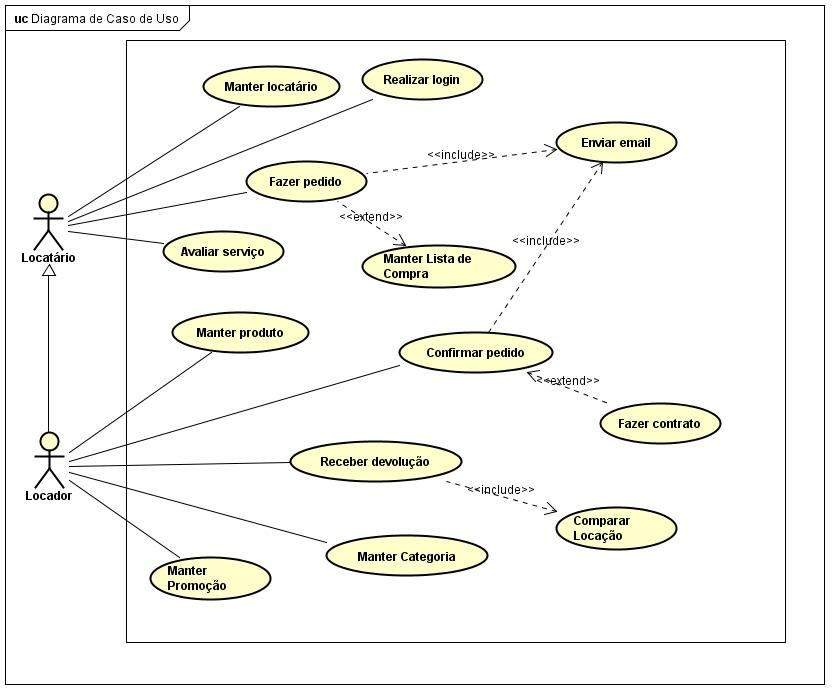 uc Diagrama de Caso de Uso
Manter locatário
Realizar login
Enviar email
<<include>>
Fazer pedido
<<extend>>
<<include>>
Avaliar serviço
Locatário
Manter Lista de
Compra
Manter produto
Confirmar pedido
<<extend>>
Fazer contrato
Receber devolução
Locador
<<include>>
Comparar
Locação
Manter Categoria
Manter
Promoção